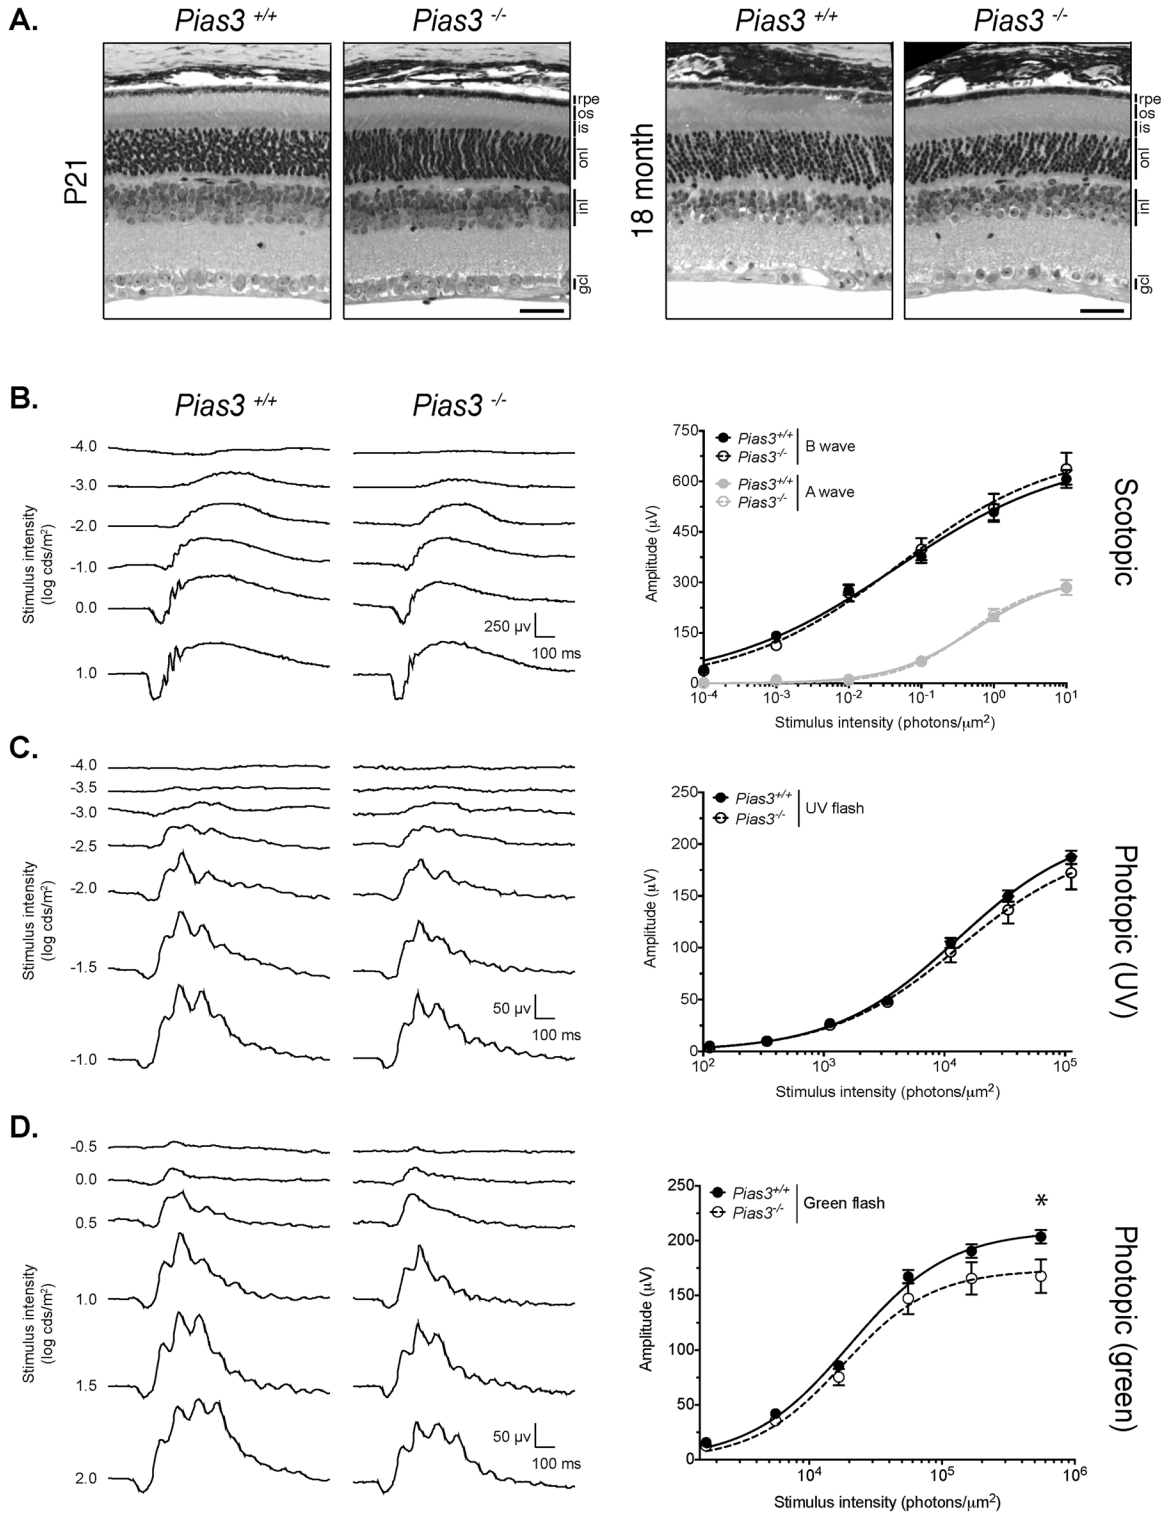 A.
Pias3 +/+
Pias3 -/-
Pias3 +/+
Pias3 -/-
P21
rpe
os
is
onl
inl
gcl
18 month
rpe
os
is
onl
inl
gcl
B.
Pias3 +/+
Pias3 -/-
Stimulus intensity
(log cds/m²)
-4.0
-3.0
-2.0
-1.0
0.0
1.0
250 μv
100 ms
Pias3+/+
Pias3-/-
B wave
Pias3+/+
Pias3-/-
A wave
Amplitude (μV)
750
600
450
300
150
0
10-4
10-3
10-2
10-1
10⁰
10¹
Stimulus intensity (photons/μm²)
Scotopic
C.
Stimulus intensity
(log cds/m²)
-4.0
-3.5
-3.0
-2.5
-2.0
-1.5
-1.0
50 μv
100 ms
Pias3+/+
Pias3-/-
UV flash
Amplitude (μV)
250
200
150
100
50
0
10²
10³
10⁴
10⁵
Stimulus intensity (photons/μm²)
Photopic (UV)
D.
Stimulus intensity
(log cds/m²)
-0.5
0.0
0.5
1.0
1.5
2.0
50 μv
100 ms
Pias3+/+
Pias3-/-
Green flash
*
Amplitude (μV)
250
200
150
100
50
0
10⁴
10⁵
10⁶
Stimulus intensity (photons/μm²)
Photopic (green)